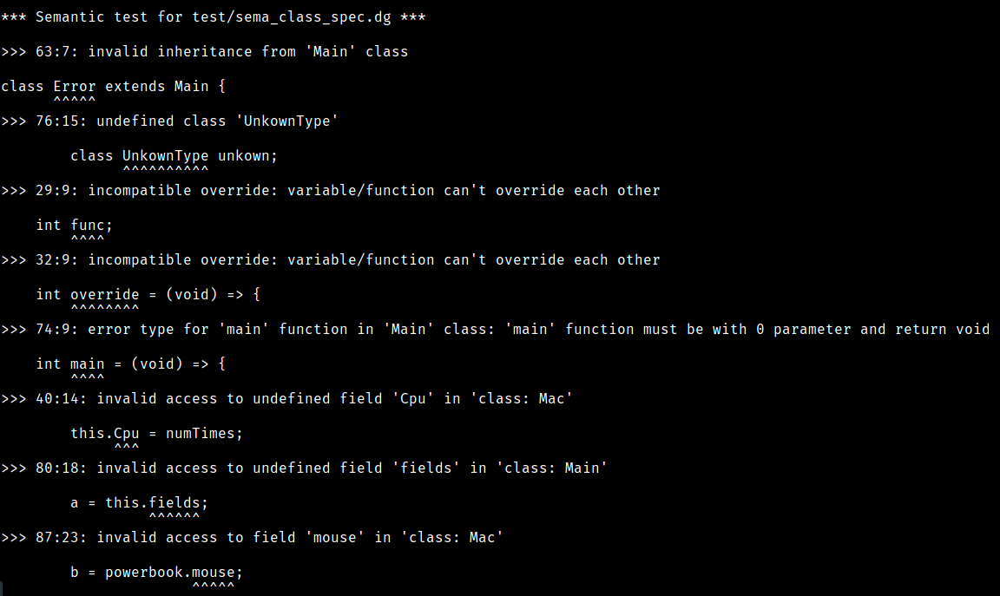 *** Semantic test for test/sema_class_spec.dg ***
>>> 63:7: invalid inheritance from 'Main' class
class Error extends Main {
^^^^^
>>> 76:15: undefined class 'UnkownType'
class UnkownType unkown;
^^^^^^^^^^
>>> 29:9: incompatible override: variable/function can't override each other
int func;
^^^^
>>> 32:9: incompatible override: variable/function can't override each other
int override = (void) => {
^^^^^^^^
>>> 74:9: error type for 'main' function in 'Main' class: 'main' function must be with 0 parameter and return void
int main = (void) => {
^^^^
>>> 40:14: invalid access to undefined field 'Cpu' in 'class: Mac'
this.Cpu = numTimes;
^^^
>>> 80:18: invalid access to undefined field 'fields' in 'class: Main'
a = this.fields;
^^^^^^
>>> 87:23: invalid access to field 'mouse' in 'class: Mac'
b = powerbook.mouse;
^^^^^